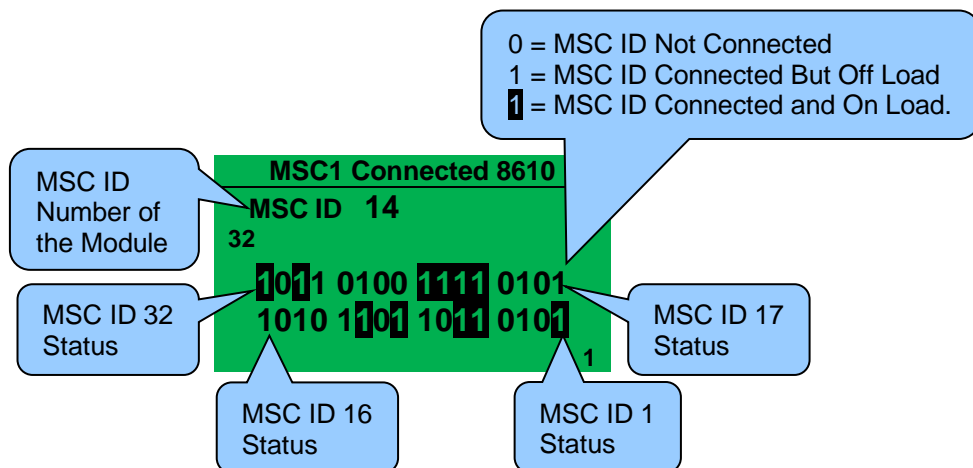 0 = MSC ID Not Connected
1 = MSC ID Connected But Off Load
1 = MSC ID Connected and On Load.
MSC1 Connected 8610
MSC ID
Number of
the Module
MSC ID 14
32
1011 0100 1111 0101
1010 1101 1011 0101
1
MSC ID 32
Status
MSC ID 17
Status
MSC ID 16
Status
MSC ID 1
Status